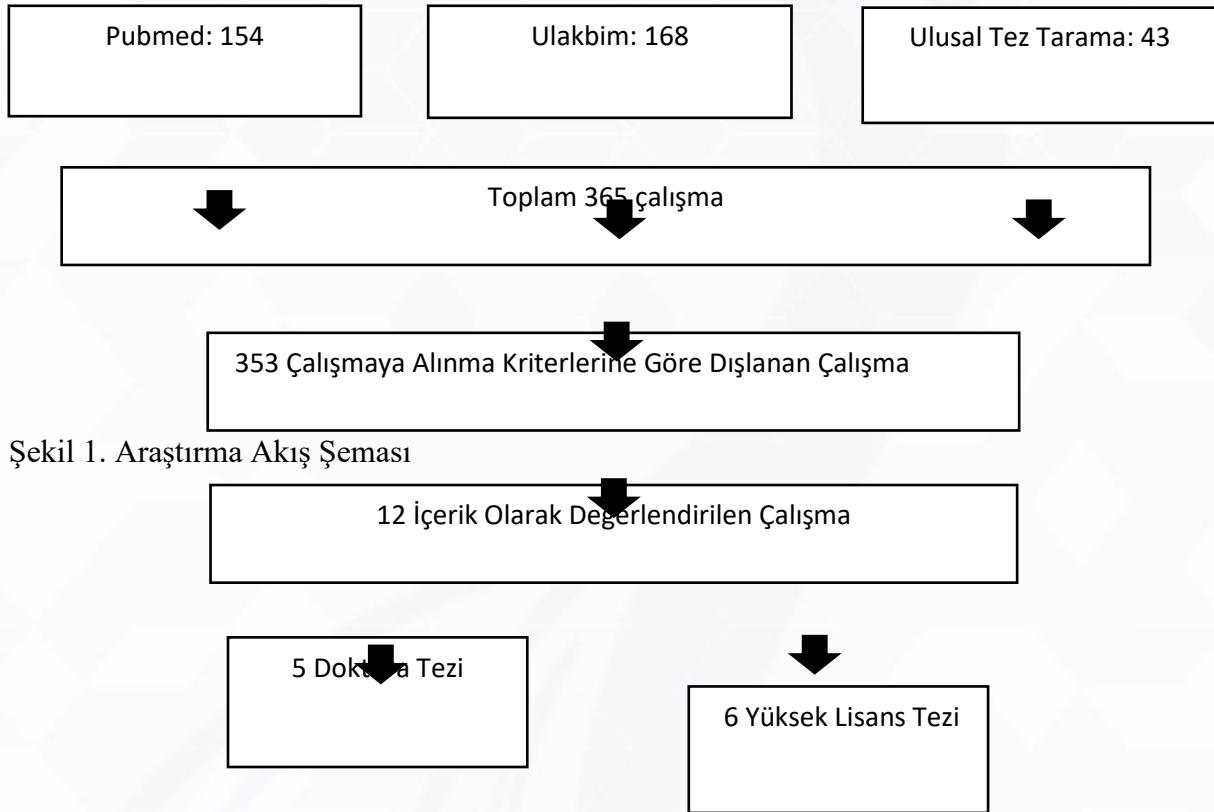 Pubmed: 154
Ulakbim: 168
Ulusal Tez Tarama: 43
Toplam 365 çalışma
353 Çalışmaya Alınma Kriterlerine Göre Dışlanan Çalışma
Şekil 1. Araştırma Akış Şeması
12 İçerik Olarak Değerlendirilen Çalışma
5 Doktora Tezi
6 Yüksek Lisans Tezi